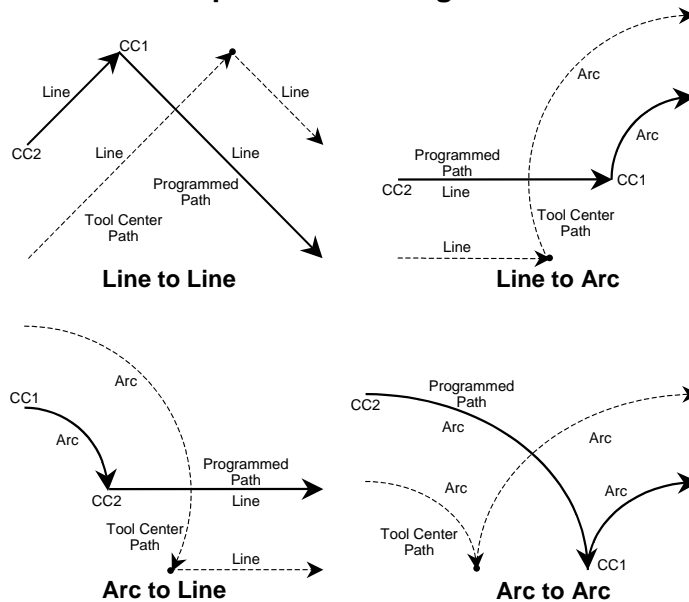 CC1
Line
Line
CC2
Line
Line
Programmed
Path
Tool Center
Path
Line to Line
Arc
Arc
Programmed
Path
CC2
Line
CC1
Tool Center
Path
Line
Line to Arc
Arc
CC1
Arc
Programmed
Path
CC2
Line
Tool Center
Path
Line
Arc to Line
Programmed
Path
CC2
Arc
Arc
Arc
Arc
Tool Center
Path
CC1
Arc to Arc